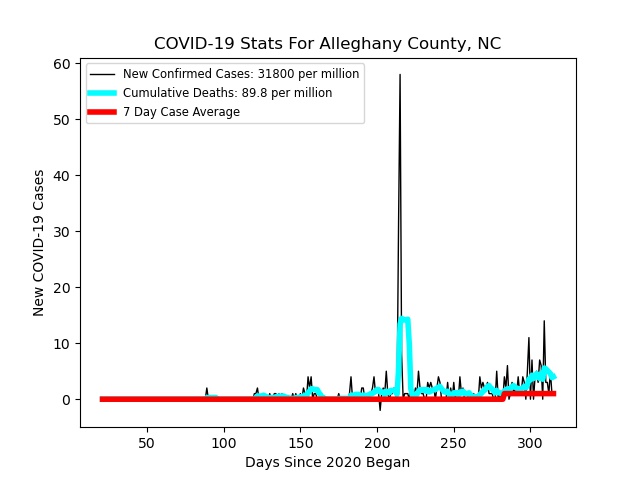 COVID-19 Stats For Alleghany County, NC
New Confirmed Cases: 31800 per million
Cumulative Deaths: 89.8 per million
7 Day Case Average
New COVID-19 Cases
60
50
40
30
20
10
0
50 100 150 200 250 300
Days Since 2020 Began